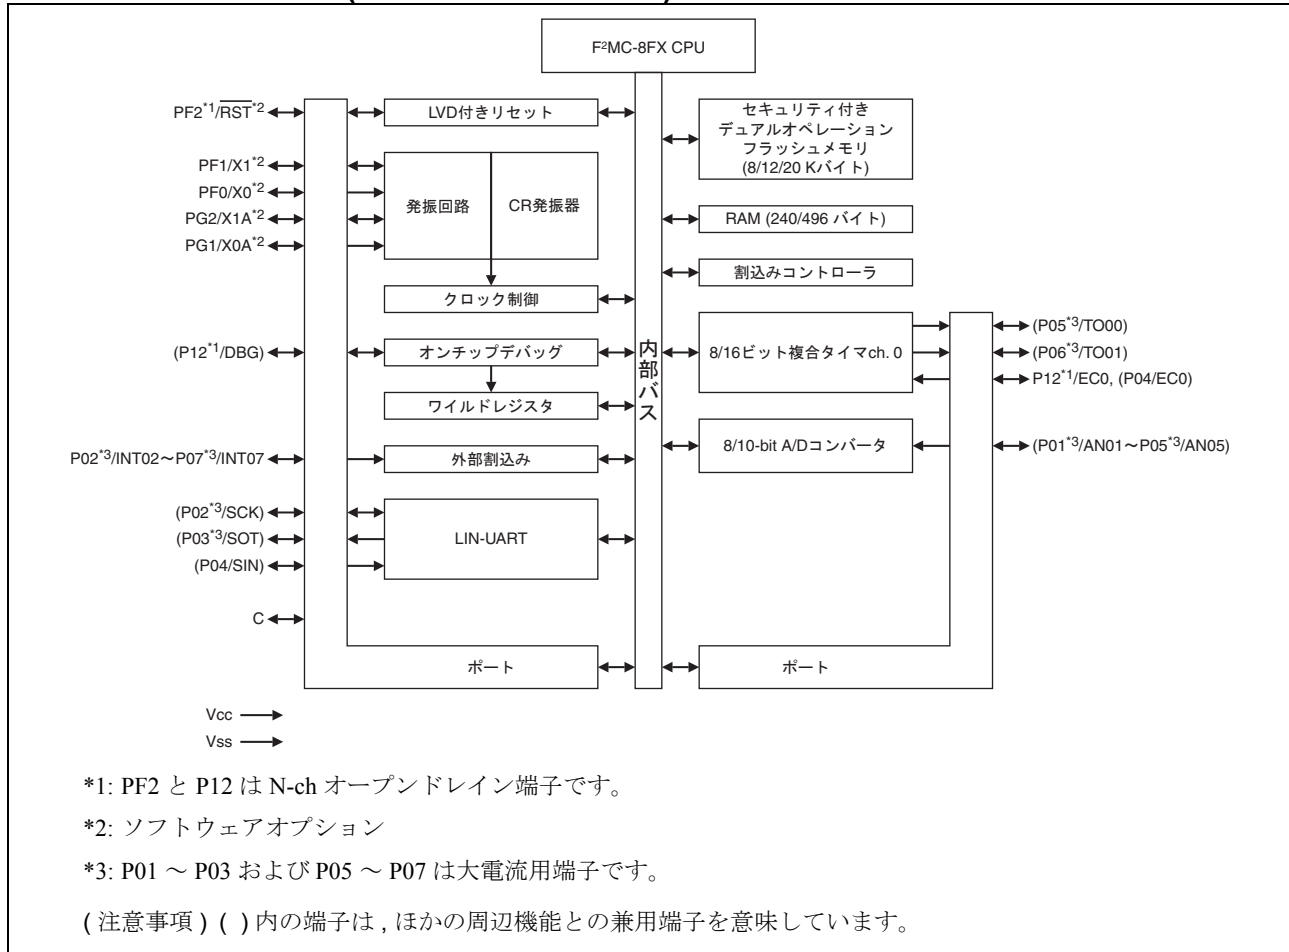 F²MC-8FX CPU
PF2*1/RST*2
LVD付きリセット
セキュリティ付き
デュアルオペレーション
フラッシュメモリ
(8/12/20 Kバイト)
PF1/X1*2
PF0/X0*2
PG2/X1A*2
PG1/X0A*2
発振回路
CR発振器
RAM (240/496 バイト)
割込みコントローラ
クロック制御
(P12*1/DBG)
オンチップデバッグ
内部バス
8/16ビット複合タイマch. 0
(P05*3/TO00)
(P06*3/TO01)
P12*1/EC0, (P04/EC0)
ワイルドレジスタ
8/10-bit A/Dコンバータ
(P01*3/AN01～P05*3/AN05)
P02*3/INT02～P07*3/INT07
外部割込み
(P02*3/SCK)
(P03*3/SOT)
(P04/SIN)
LIN-UART
C
ポート
ポート
Vcc
Vss
*1: PF2 と P12 は N-ch オープンドレイン端子です。
*2: ソフトウェアオプション
*3: P01 ～ P03 および P05 ～ P07 は大電流用端子です。
( 注意事項 ) ( ) 内の端子は , ほかの周辺機能との兼用端子を意味しています。